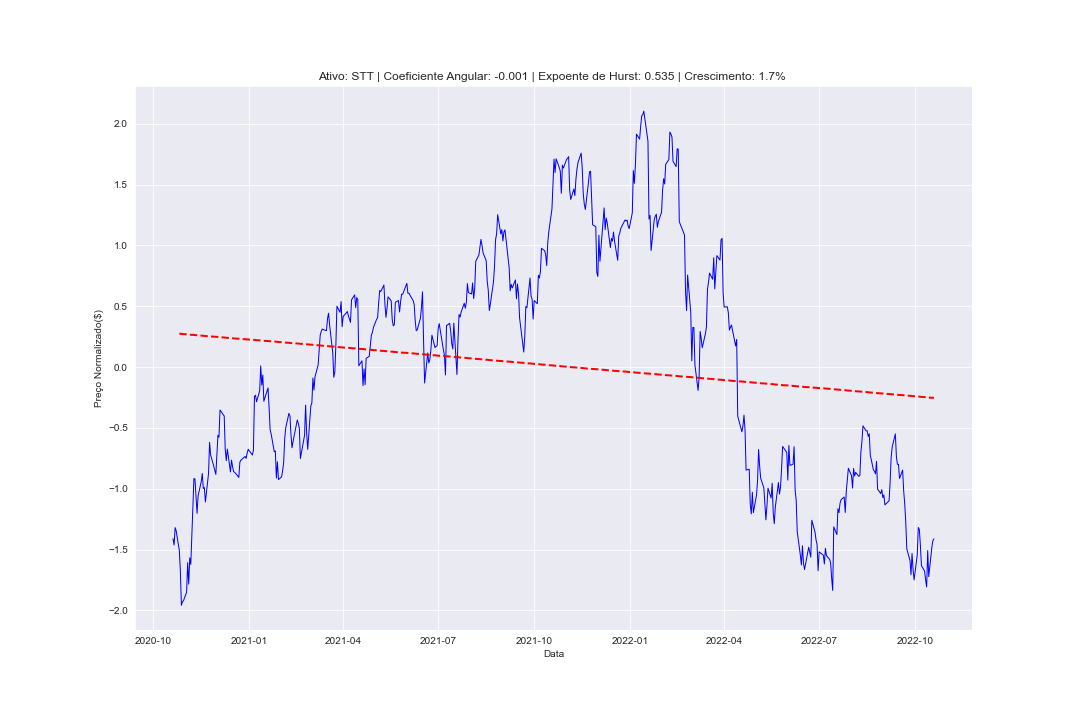 Ativo: STT | Coeficiente Angular: -0.001 | Expoente de Hurst: 0.535 | Crescimento: 1.7%
2.0
1.5
1.0
0.5
0.0
−0.5
−1.0
−1.5
−2.0
Preço Normalizado($)
2020-10 2021-01 2021-04 2021-07 2021-10 2022-01 2022-04 2022-07 2022-10
Data